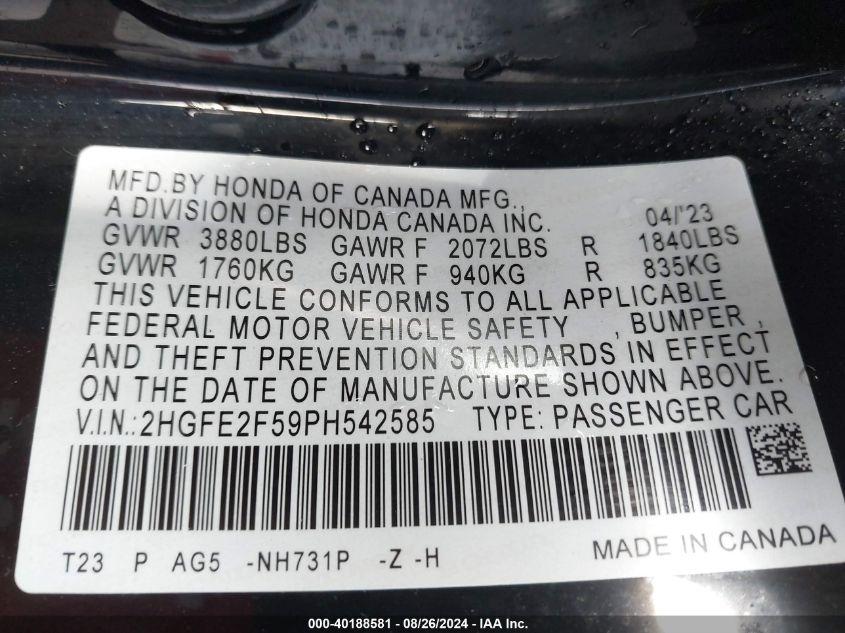 MFD.BY HONDA OF CANADA MFG.,
A DIVISION OF HONDA CANADA INC. 04/'23
GVWR 3880LBS GAWR F 2072LBS R 1840LBS
GVWR 1760KG GAWR F 940KG R 835KG
THIS VEHICLE CONFORMS TO ALL APPLICABLE
FEDERAL MOTOR VEHICLE SAFETY , BUMPER ,
AND THEFT PREVENTION STANDARDS IN EFFECT
ON THE DATE OF MANUFACTURE SHOWN ABOVE.
V.I.N.:2HGFE2F59PH542585 TYPE: PASSENGER CAR
T23 P AG5 -NH731P -Z -H MADE IN CANADA
000-40188581 - 08/26/2024 - IAA Inc.